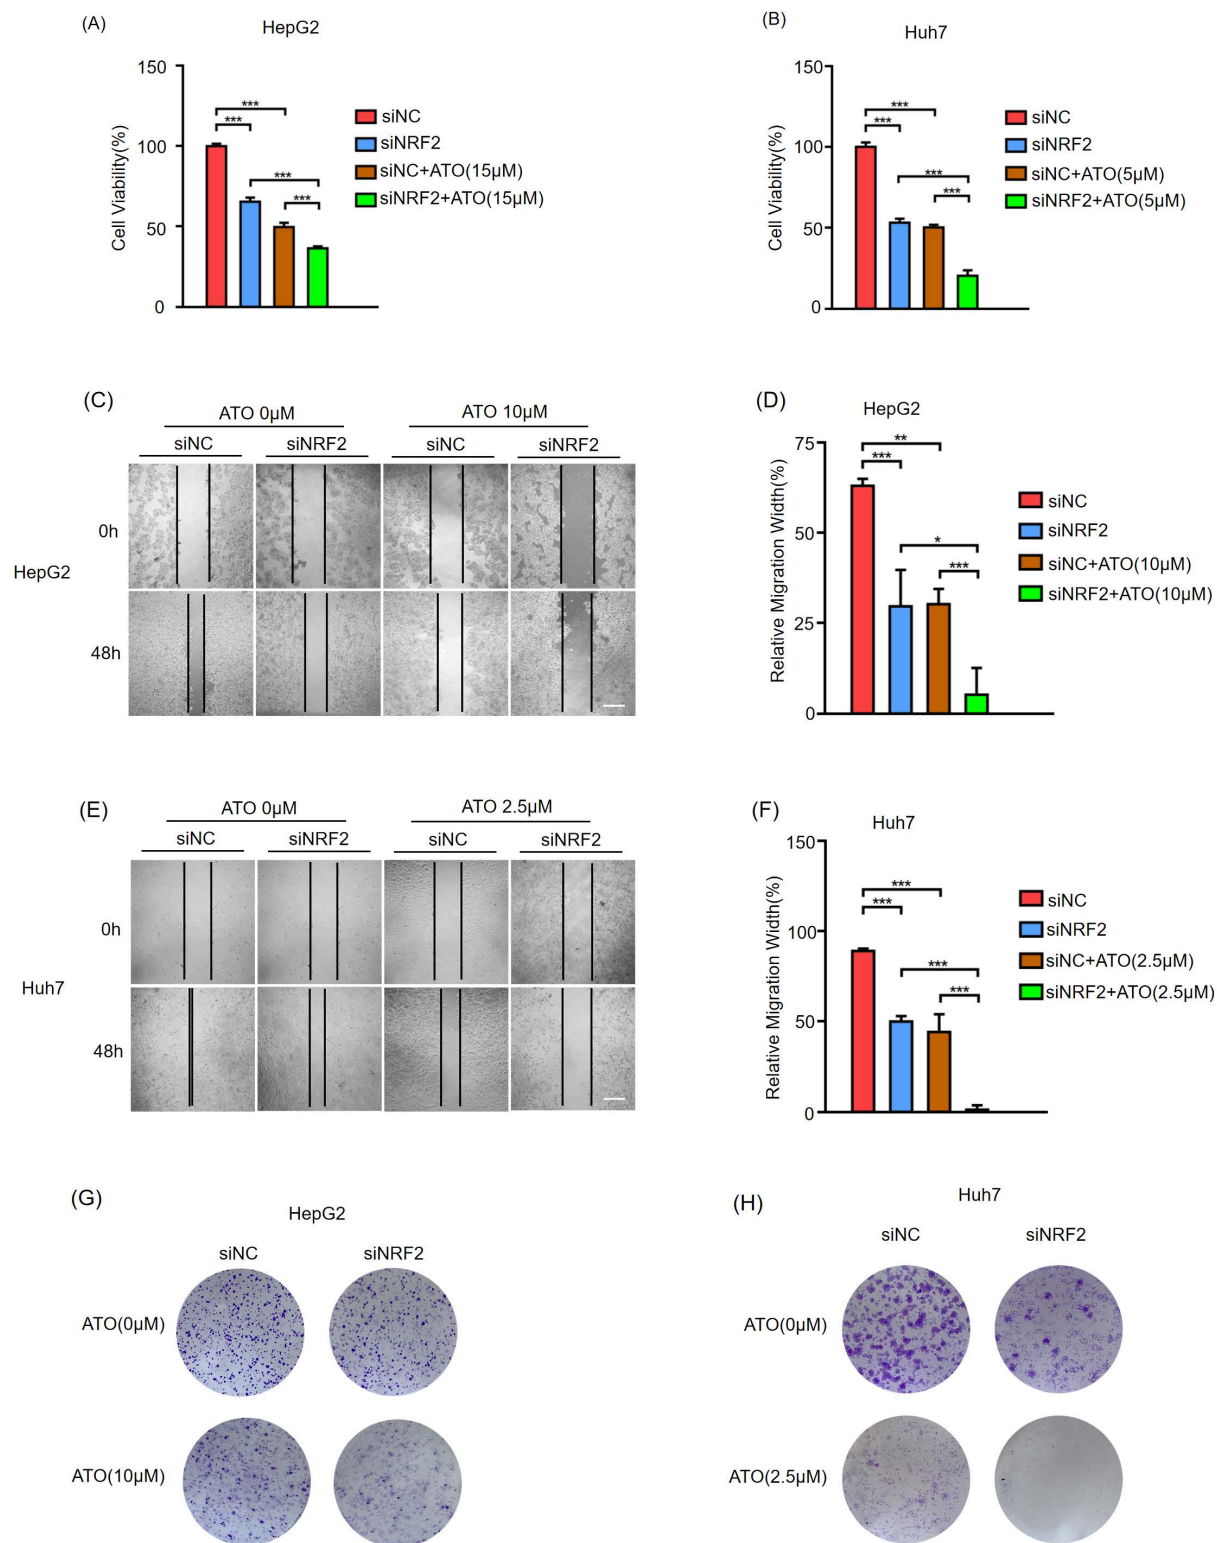 (A)
HepG2
150
100
50
0
Cell Viability(%)
***
***
***
***
siNC
siNRF2
siNC+ATO(15μM)
siNRF2+ATO(15μM)
(B)
Huh7
150
100
50
0
Cell Viability(%)
***
***
***
***
siNC
siNRF2
siNC+ATO(5μM)
siNRF2+ATO(5μM)
(C)
ATO 0μM
ATO 10μM
siNC
siNRF2
siNC
siNRF2
0h
HepG2
48h
(D)
HepG2
75
50
25
0
Relative Migration Width(%)
**
***
*
***
siNC
siNRF2
siNC+ATO(10μM)
siNRF2+ATO(10μM)
(E)
ATO 0μM
ATO 2.5μM
siNC
siNRF2
siNC
siNRF2
0h
Huh7
48h
(F)
Huh7
150
100
50
0
Relative Migration Width(%)
***
***
***
***
siNC
siNRF2
siNC+ATO(2.5μM)
siNRF2+ATO(2.5μM)
(G)
HepG2
siNC
siNRF2
ATO(0μM)
ATO(10μM)
(H)
Huh7
siNC
siNRF2
ATO(0μM)
ATO(2.5μM)